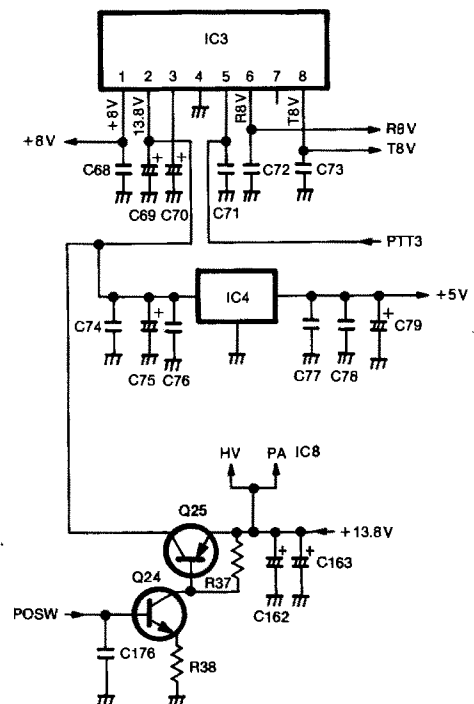 IC3
1 2 3 4 5 6 7 8
+8V 13.8V R8V T8V
R8V
+8V
T8V
C68 C72 C73
C69 C70 C71
PTT3
IC4
+5V
C74 C79
C75 C76 C77 C78
HV PA IC8
Q25
+13.8V
Q24
R37 C163
C162
POSW
C176 R38